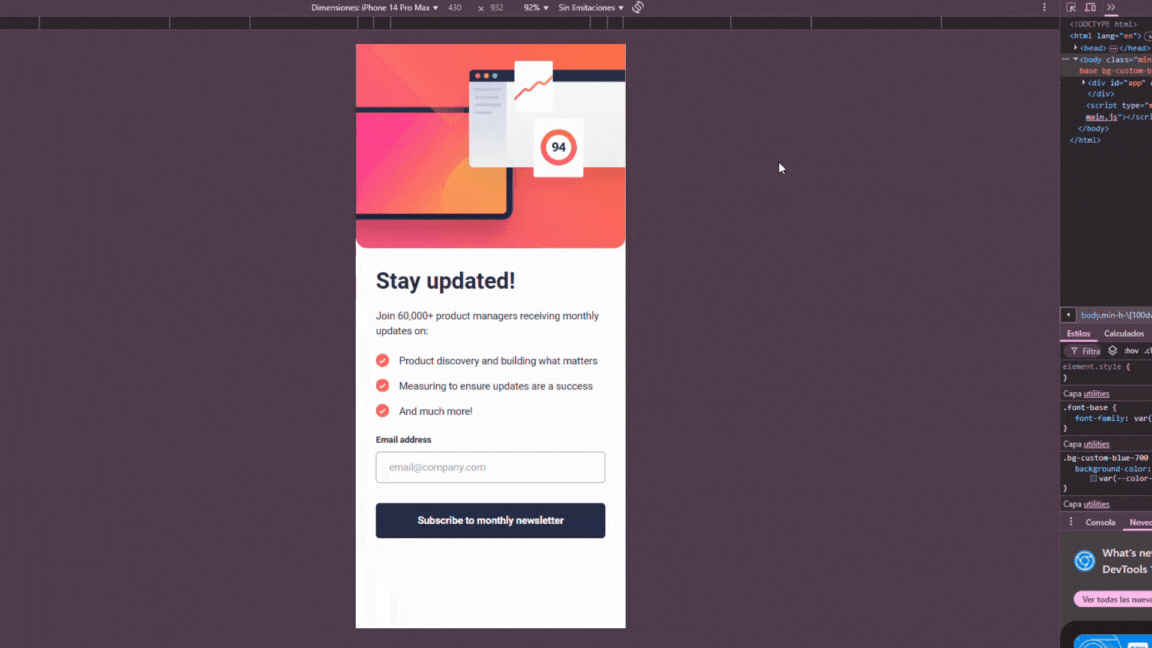 Dimensiones: iPhone 14 Pro Max ▼ 430 × 932 92% ▼ Sin limitaciones ▼
94
Stay updated!
Join 60,000+ product managers receiving monthly
updates on:
Product discovery and building what matters
Measuring to ensure updates are a success
And much more!
Email address
email@company.com
Subscribe to monthly newsletter
<!DOCTYPE html>
<html lang="en">
<head> </head>
<body class="min
base bg-custom-b
<div id="app"
</div>
<script type="m
main.js"></scri
</body>
</html>
body.min-h-\[100dv
Estilos Calculados
Filtra :hov .cl
element.style {
}
Capa utilities
.font-base {
font-family: var(
}
Capa utilities
.bg-custom-blue-700
background-color:
var(--color-
}
Capa utilities
Consola Noved
What's ne
DevTools 1
Ver todas las nueva